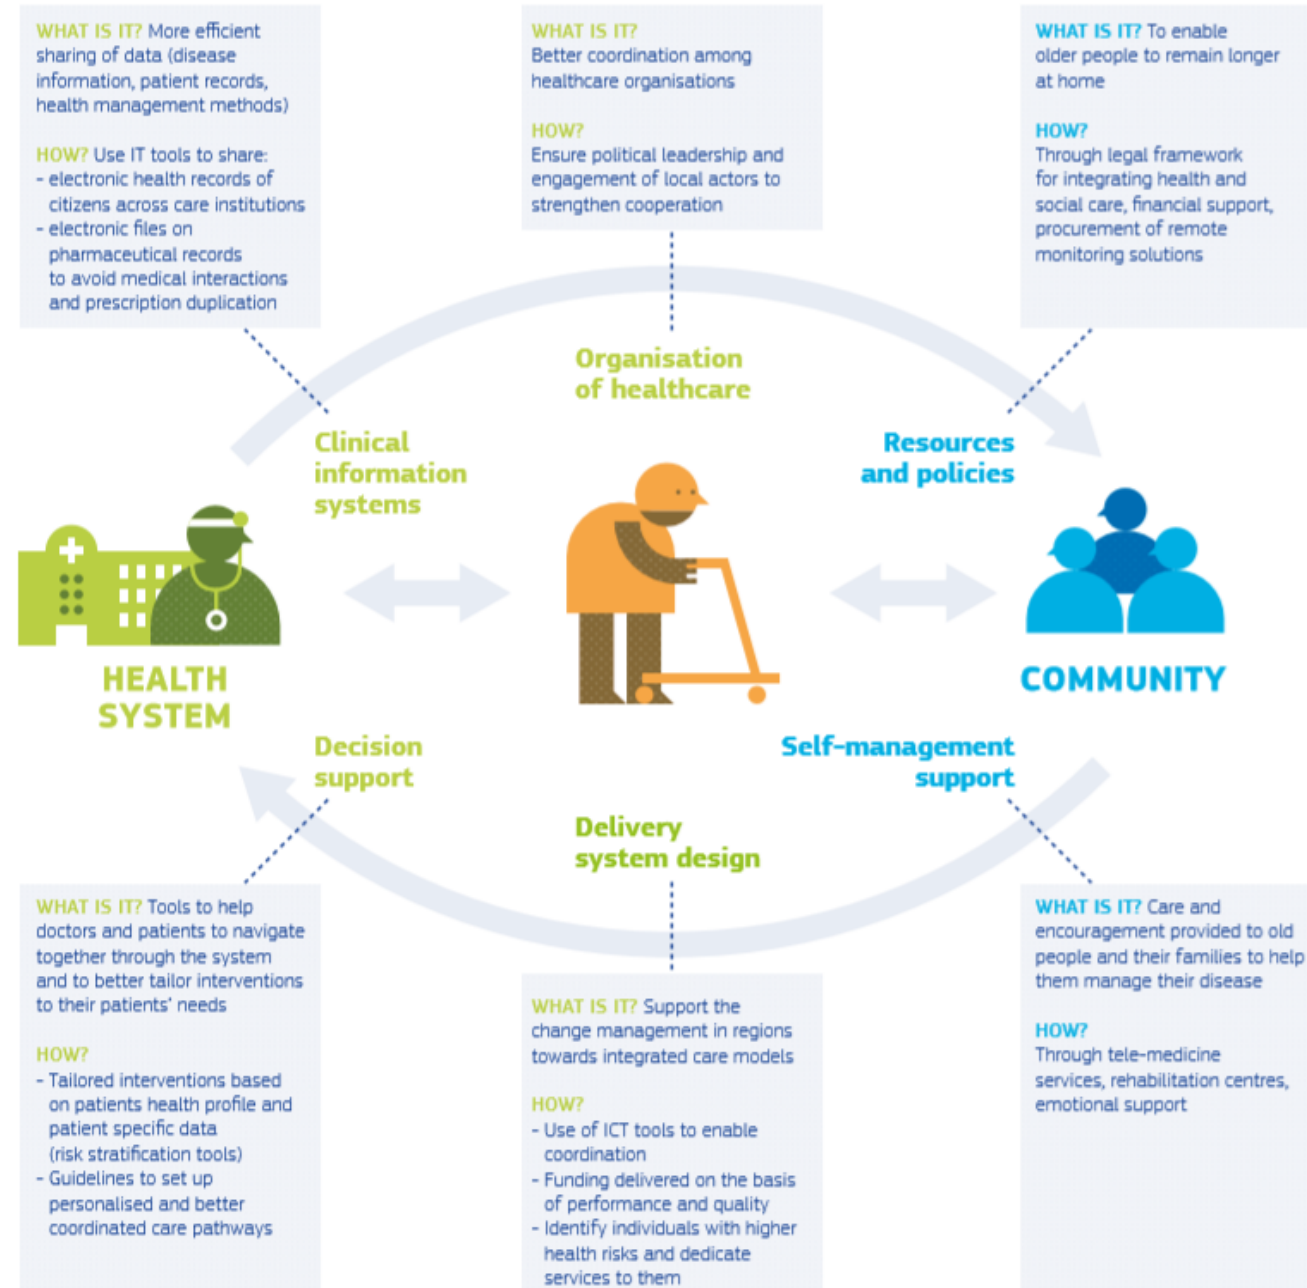 WHAT IS IT? More efficient
sharing of data (disease
information, patient records,
health management methods)
HOW? Use IT tools to share:
- electronic health records of
citizens across care institutions
- electronic files on
pharmaceutical records
to avoid medical interactions
and prescription duplication
WHAT IS IT?
Better coordination among
healthcare organisations
HOW?
Ensure political leadership and
engagement of local actors to
strengthen cooperation
WHAT IS IT? To enable
older people to remain longer
at home
HOW?
Through legal framework
for integrating health and
social care, financial support,
procurement of remote
monitoring solutions
Organisation
of healthcare
Clinical
information
systems
Resources
and policies
HEALTH
SYSTEM
COMMUNITY
Decision
support
Self-management
support
Delivery
system design
WHAT IS IT? Tools to help
doctors and patients to navigate
together through the system
and to better tailor interventions
to their patients' needs
HOW?
- Tailored interventions based
on patients health profile and
patient specific data
(risk stratification tools)
- Guidelines to set up
personalised and better
coordinated care pathways
WHAT IS IT? Support the
change management in regions
towards integrated care models
HOW?
- Use of ICT tools to enable
coordination
- Funding delivered on the basis
of performance and quality
- Identify individuals with higher
health risks and dedicate
services to them
WHAT IS IT? Care and
encouragement provided to old
people and their families to help
them manage their disease
HOW?
Through tele-medicine
services, rehabilitation centres,
emotional support